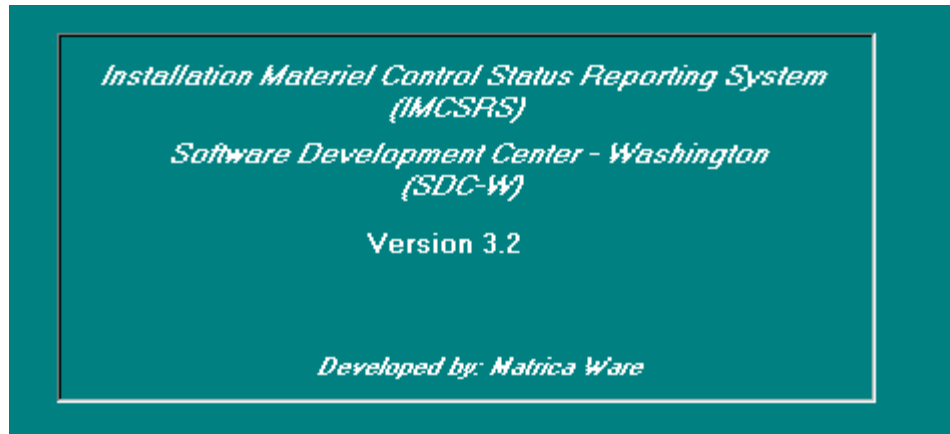 Installation Materiel Control Status Reporting System
(IMCSRS)
Software Development Center - Washington
(SDC-W)
Version 3.2
Developed by: Matrica Ware